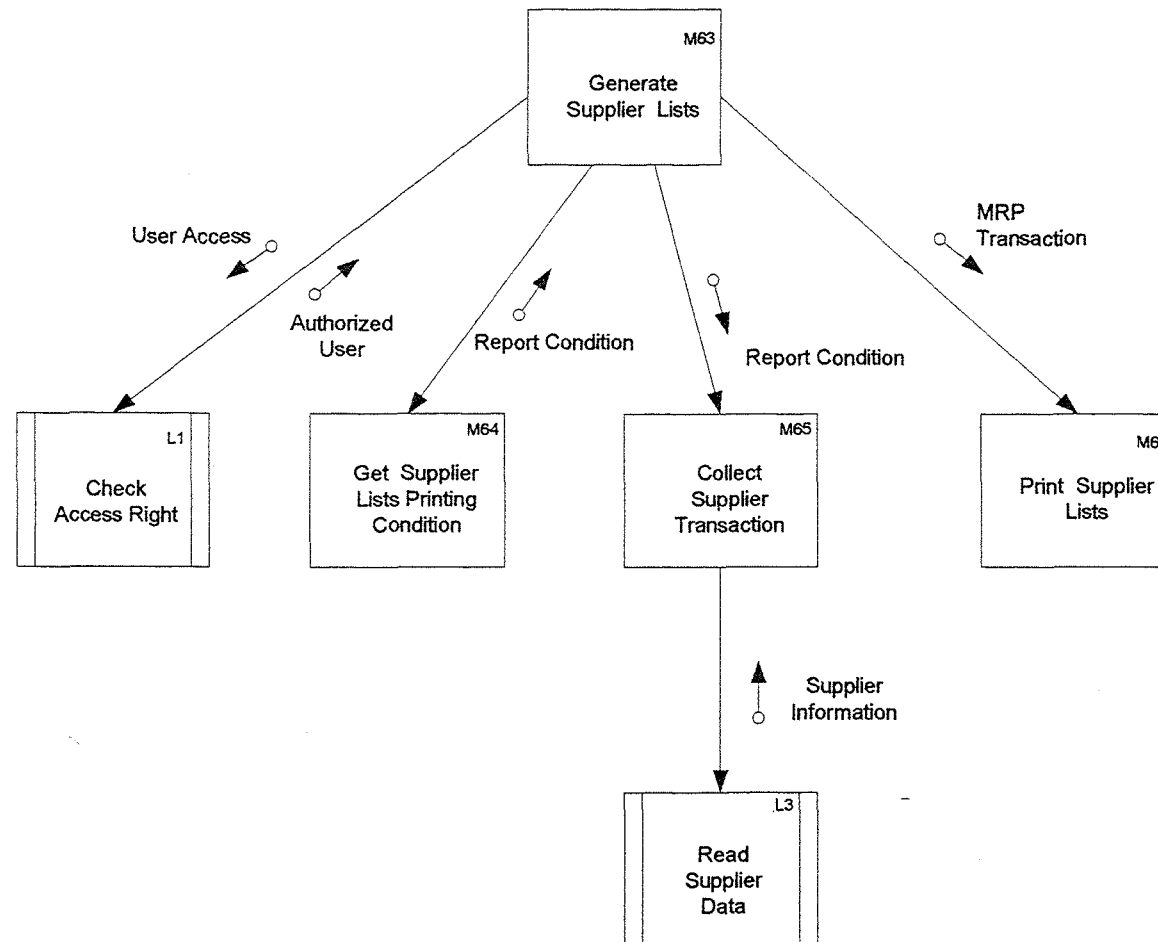 M63
Generate
Supplier Lists
User Access
Authorized
User
Report Condition
Report Condition
MRP
Transaction
L1
Check
Access Right
M64
Get Supplier
Lists Printing
Condition
M65
Collect
Supplier
Transaction
Print Supplier
Lists
Supplier
Information
L3
Read
Supplier
Data